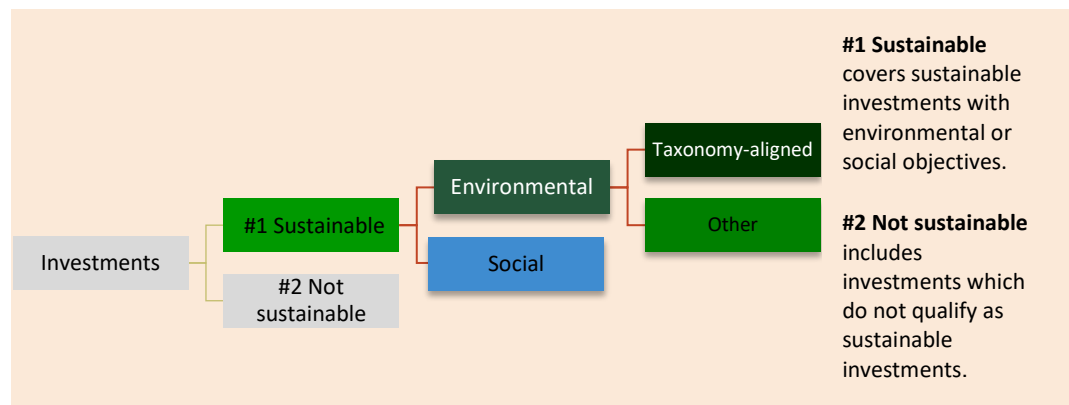 Investments
#1 Sustainable
#2 Not
sustainable
Environmental
Social
Taxonomy-aligned
Other
#1 Sustainable
covers sustainable
investments with
environmental or
social objectives.
#2 Not sustainable
includes
investments which
do not qualify as
sustainable
investments.